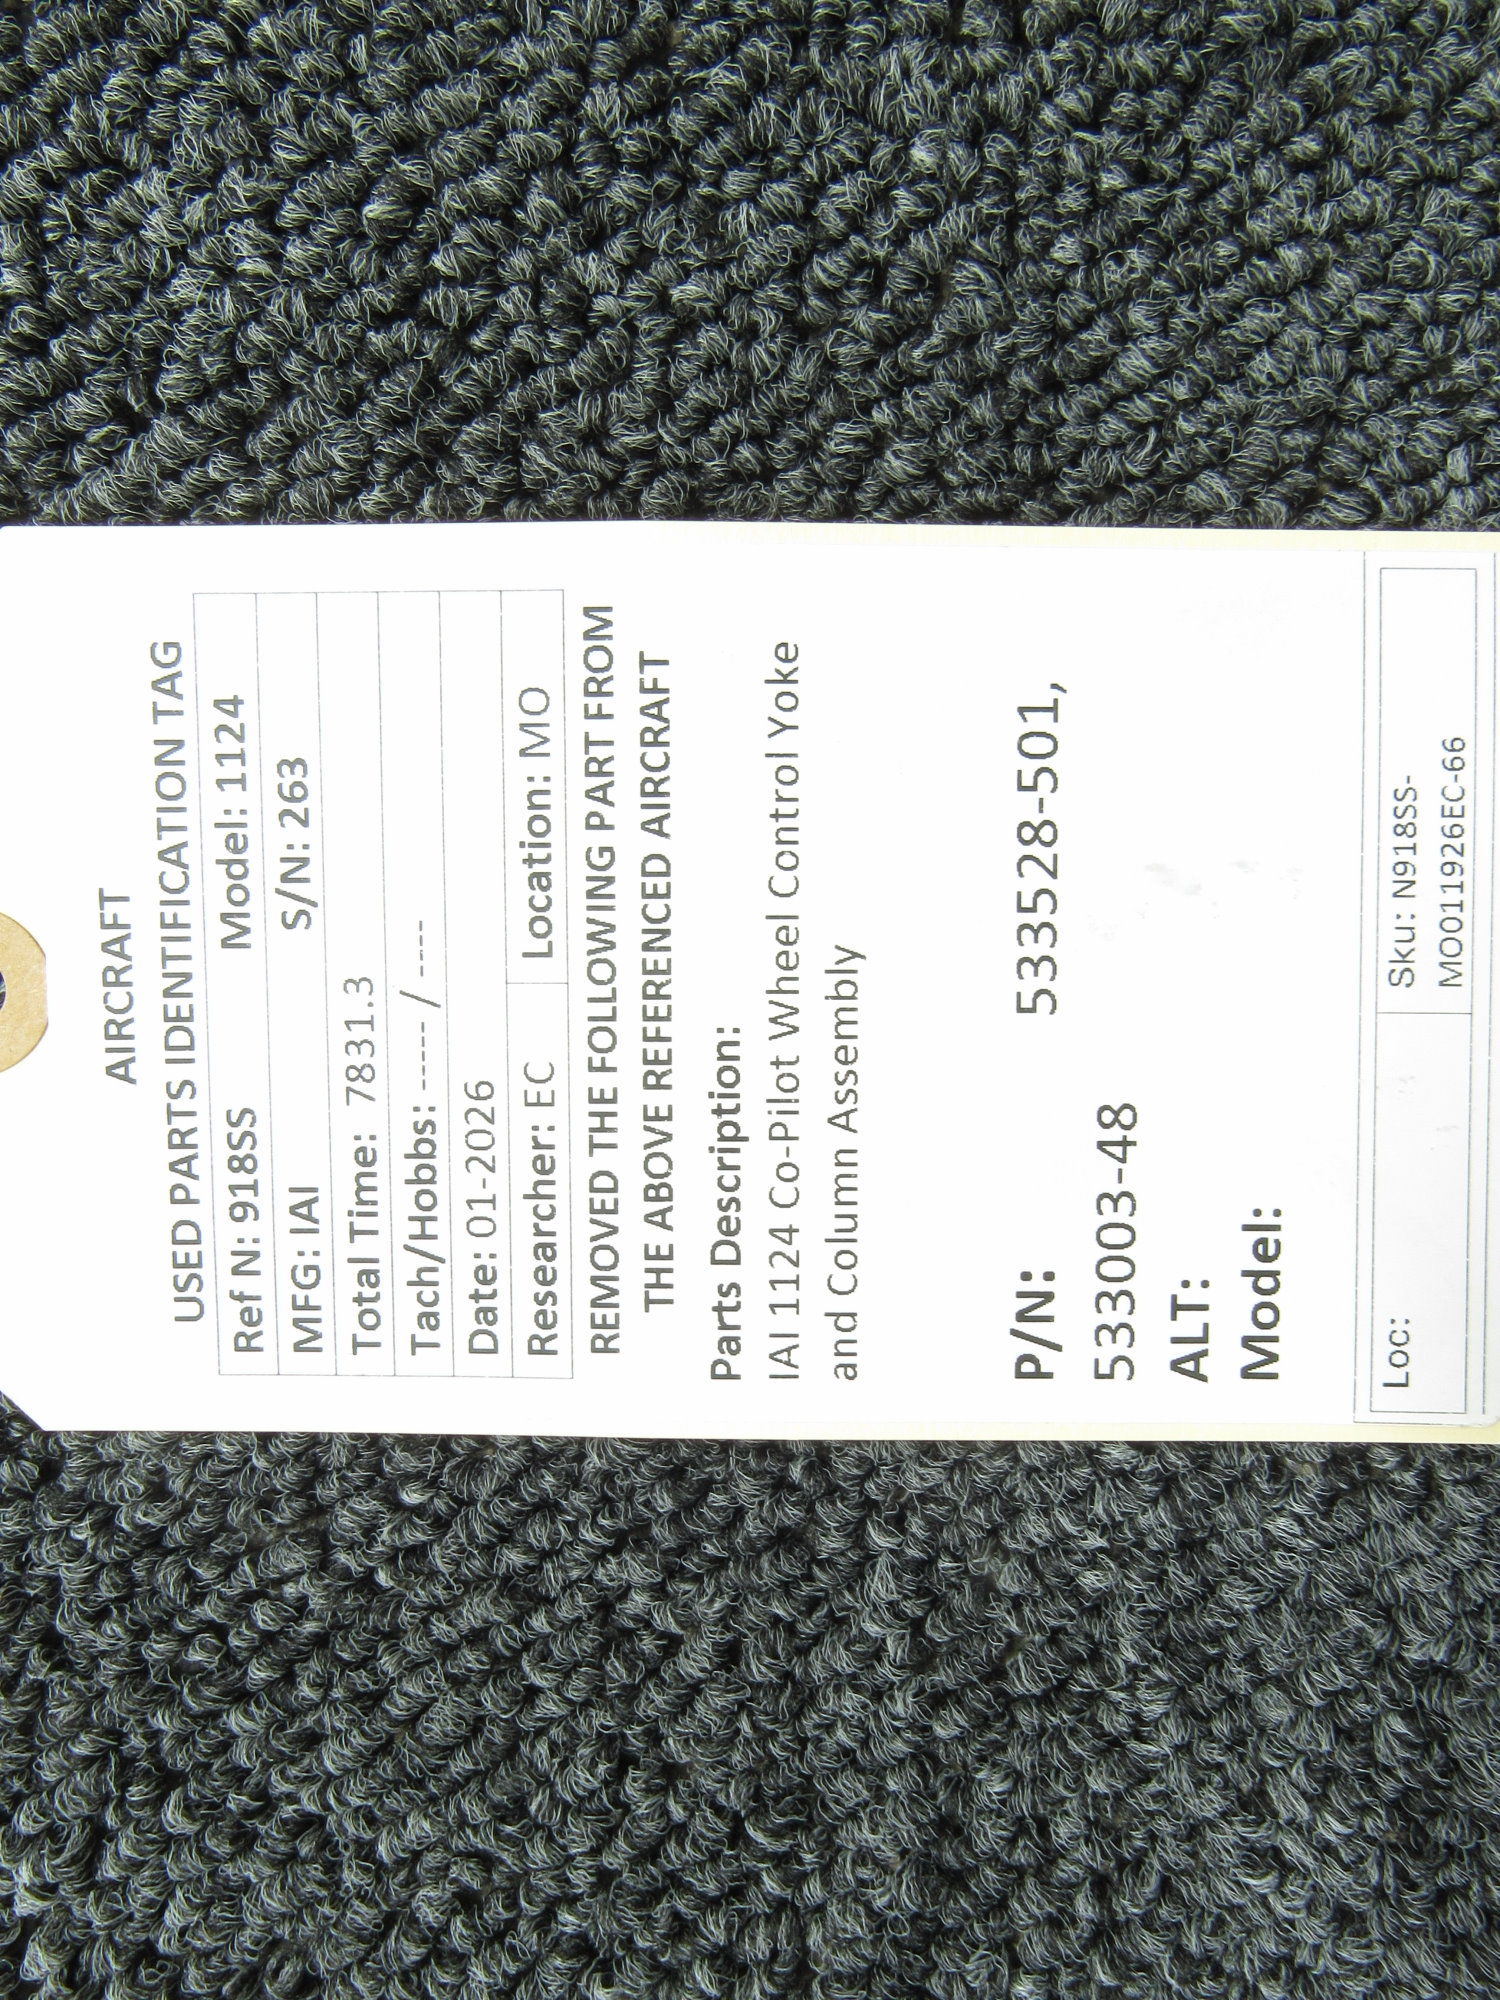 AIRCRAFT
USED PARTS IDENTIFICATION TAG
Ref N: 918SS Model: 1124
MFG: IAI S/N: 263
Total Time: 7831.3
Tach/Hobbs: ----- / ----
Date: 01-2026
Researcher: EC Location: MO
REMOVED THE FOLLOWING PART FROM
THE ABOVE REFERENCED AIRCRAFT
Parts Description:
IAI 1124 Co-Pilot Wheel Control Yoke
and Column Assembly
P/N: 533528-501,
533003-48
ALT:
Model:
Loc: Sku: N918SS-
MO011926EC-66